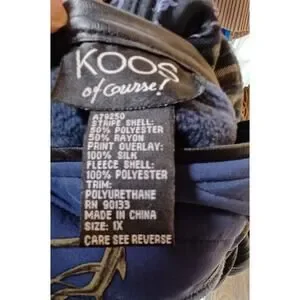 KOOS
of Course!
A79250
STRIPE SHELL:
50% POLYESTER
50% RAYON
PRINT OVERLAY:
100% SILK
FLEECE SHELL:
100% POLYESTER
TRIM:
POLYURETHANE
RN 90133
MADE IN CHINA
SIZE: 1X
CARE SEE REVERSE